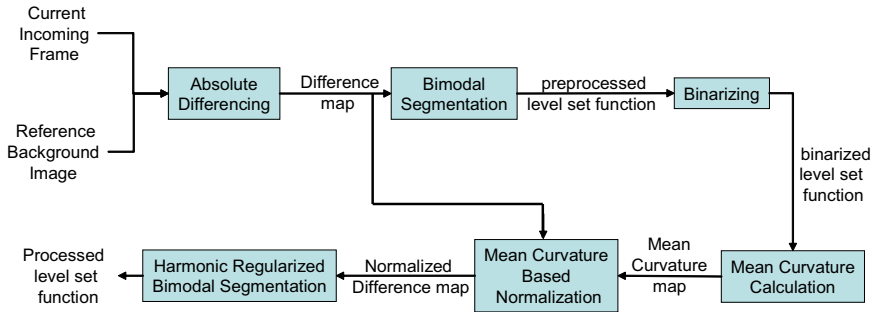 Current
Incoming
Frame
Reference
Background
Image
Absolute
Differencing
Difference
map
Bimodal
Segmentation
preprocessed
level set function
Binarizing
binarized
level set
function
Mean Curvature
Calculation
Mean
Curvature
map
Mean Curvature
Based
Normalization
Normalized
Difference map
Harmonic Regularized
Bimodal Segmentation
Processed
level set
function